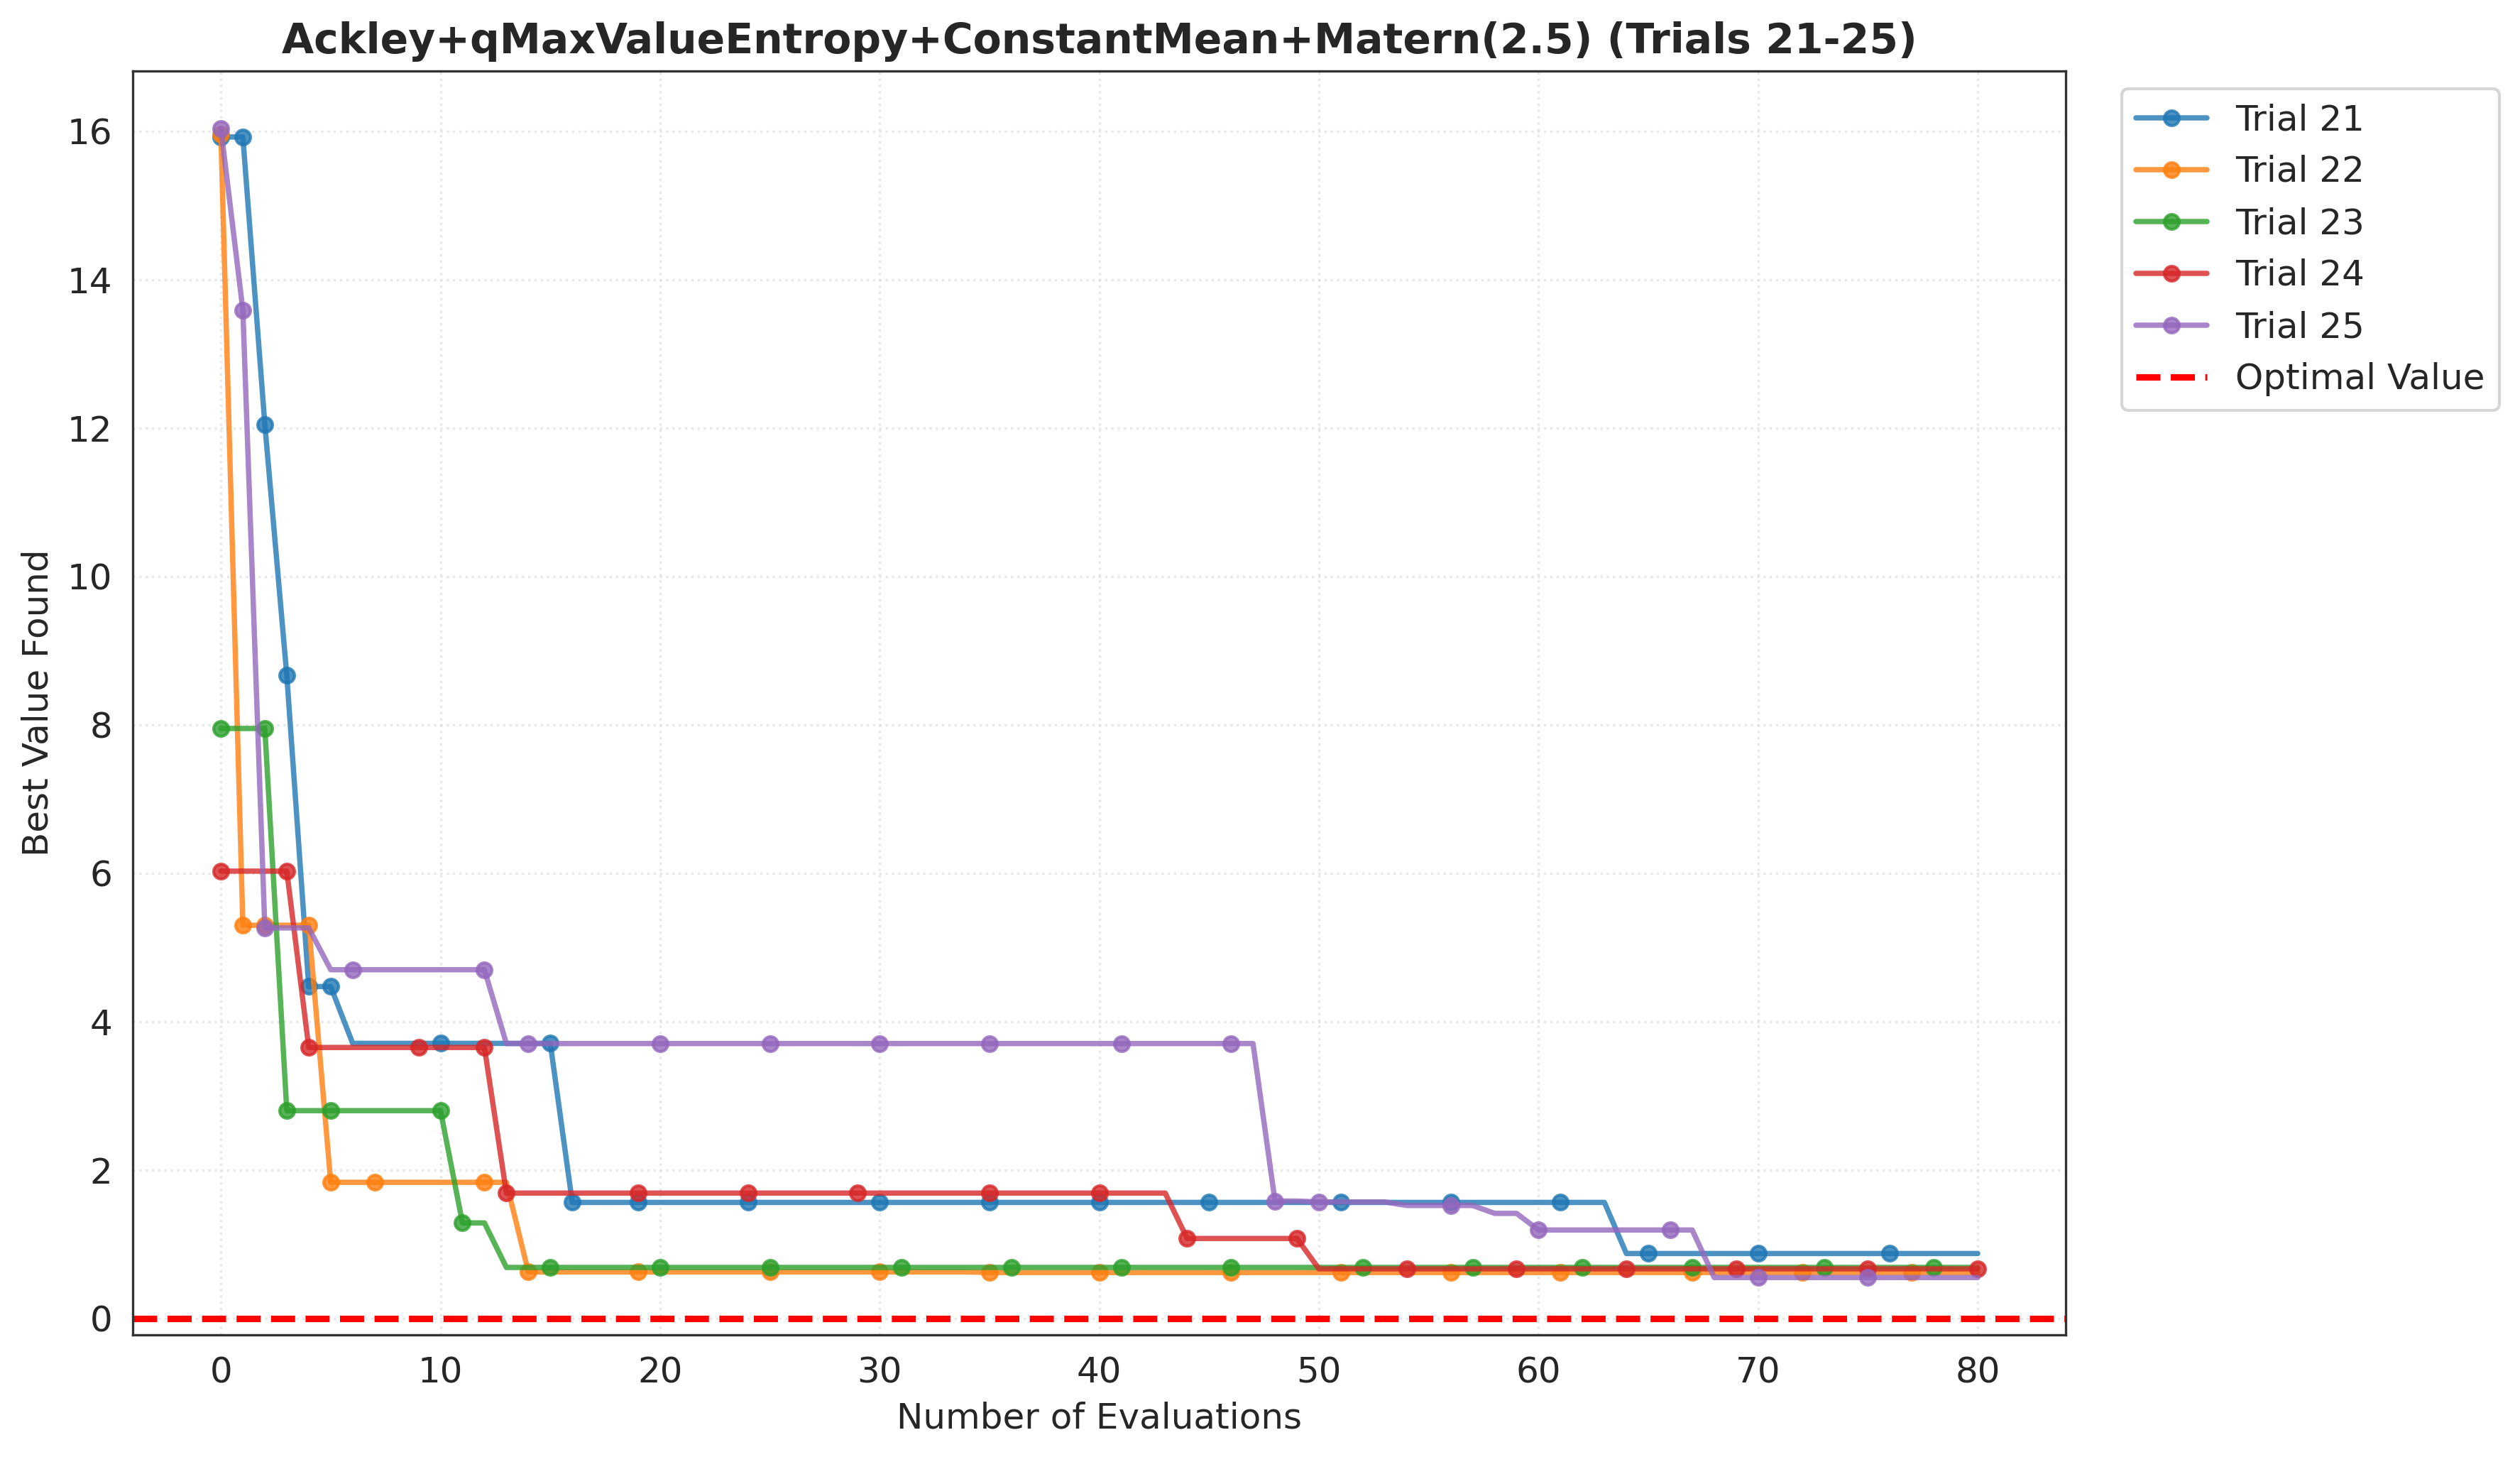 Ackley+qMaxValueEntropy+ConstantMean+Matern(2.5) (Trials 21-25)
Best Value Found
16
14
12
10
8
6
4
2
0
0 10 20 30 40 50 60 70 80
Number of Evaluations
Trial 21
Trial 22
Trial 23
Trial 24
Trial 25
Optimal Value